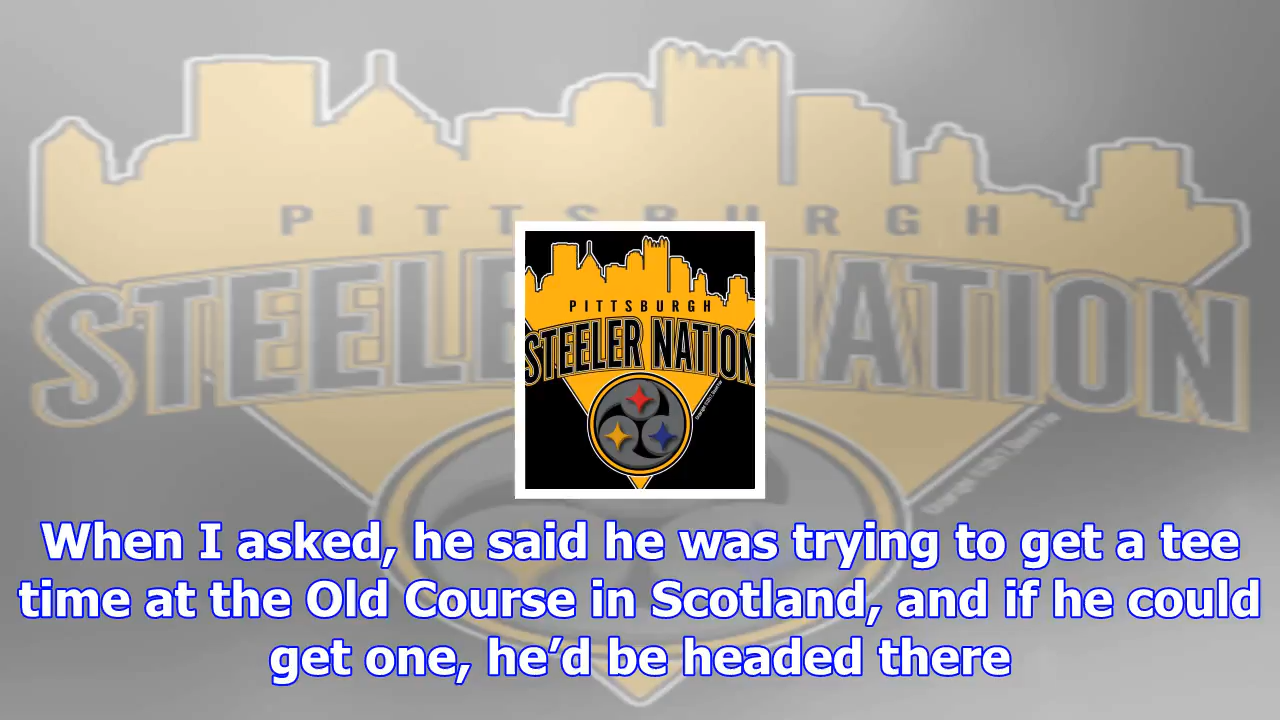 PITTSBURGH
STEELER NATION
PITTSBURGH
STEELER NATION
When I asked, he said he was trying to get a tee
time at the Old Course in Scotland, and if he could
get one, he’d be headed there